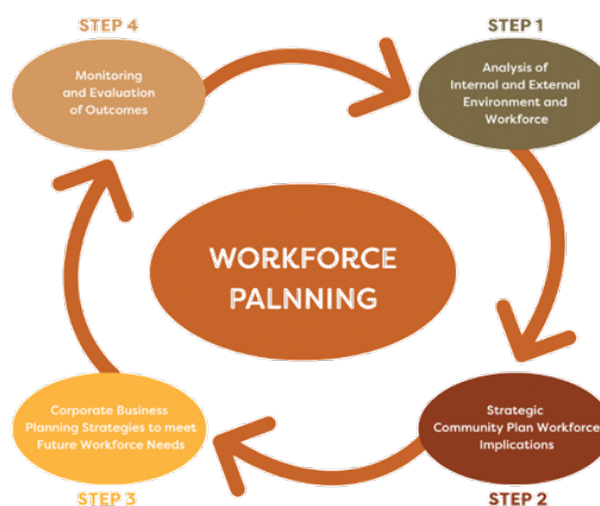 STEP 4
Monitoring
and Evaluation
of Outcomes
STEP 1
Analysis of
Internal and External
Environment and
Workforce
WORKFORCE
PALNNING
Corporate Business
Planning Strategies to meet
Future Workforce Needs
STEP 3
Strategic
Community Plan Workforce
Implications
STEP 2